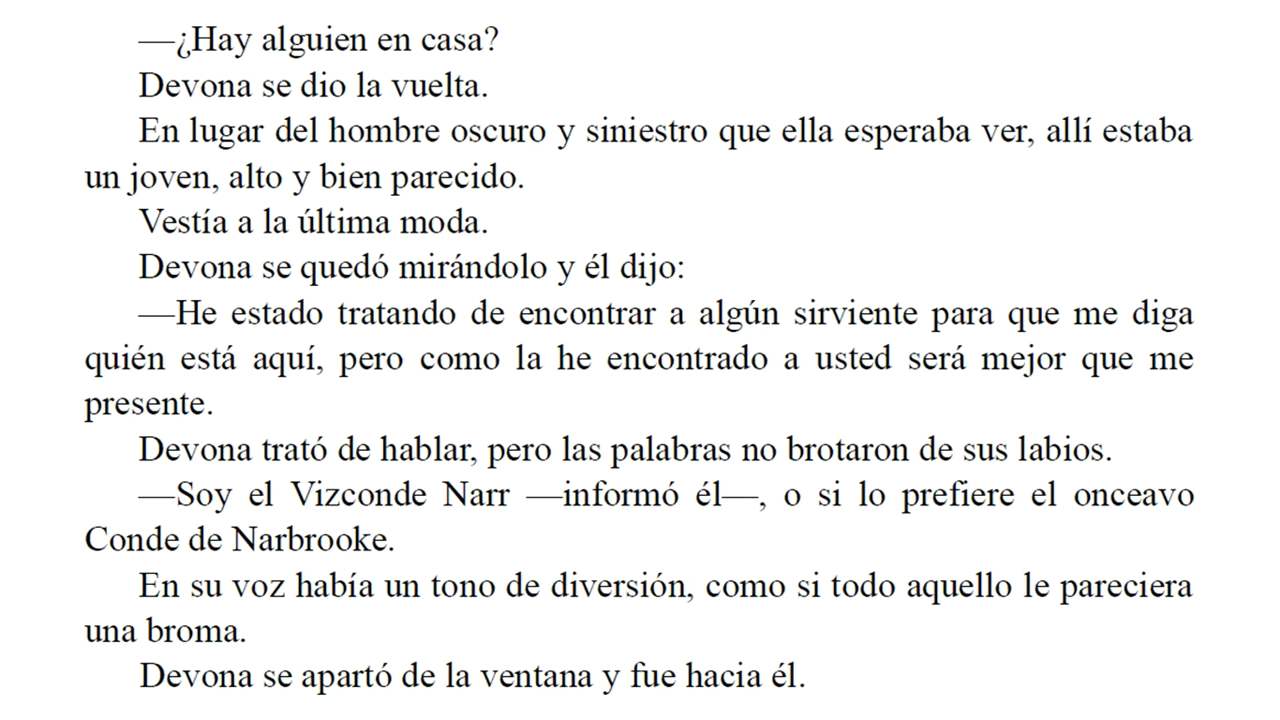 —¿Hay alguien en casa?
Devona se dio la vuelta.
En lugar del hombre oscuro y siniestro que ella esperaba ver, allí estaba
un joven, alto y bien parecido.
Vestía a la última moda.
Devona se quedó mirándolo y él dijo:
—He estado tratando de encontrar a algún sirviente para que me diga
quién está aquí, pero como la he encontrado a usted será mejor que me
presente.
Devona trató de hablar, pero las palabras no brotaron de sus labios.
—Soy el Vizconde Narr —informó él—, o si lo prefiere el onceavo
Conde de Narbrooke.
En su voz había un tono de diversión, como si todo aquello le pareciera
una broma.
Devona se apartó de la ventana y fue hacia él.